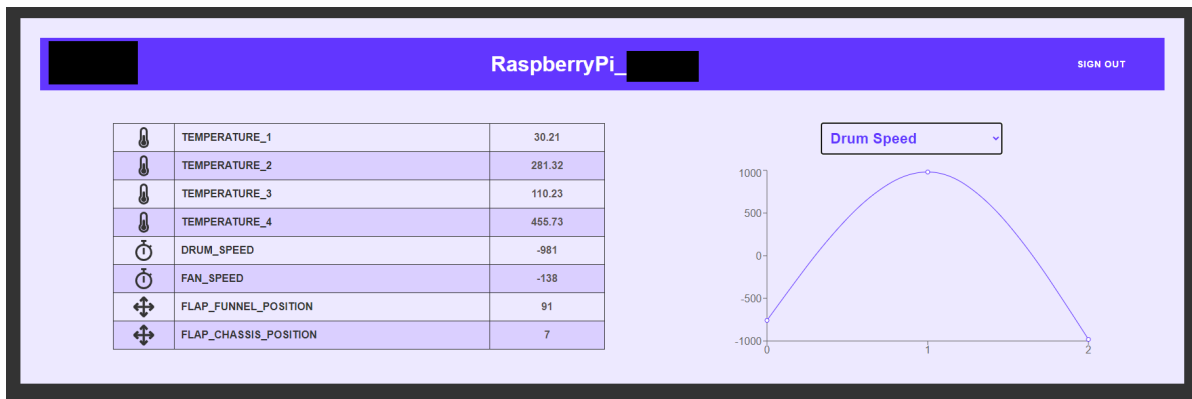 RaspberryPi_
SIGN OUT
TEMPERATURE_1 30.21
TEMPERATURE_2 281.32
TEMPERATURE_3 110.23
TEMPERATURE_4 455.73
DRUM_SPEED -981
FAN_SPEED -138
FLAP_FUNNEL_POSITION 91
FLAP_CHASSIS_POSITION 7
Drum Speed
1000
500
0
-500
-1000
0 1 2